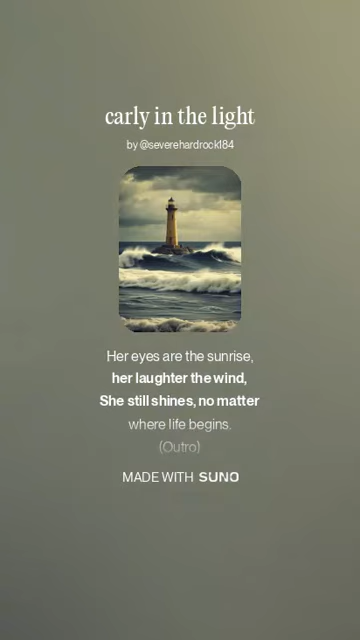 carly in the light
by @severehardrock184
Her eyes are the sunrise,
her laughter the wind,
She still shines, no matter
where life begins.
(Outro)
MADE WITH SUNO